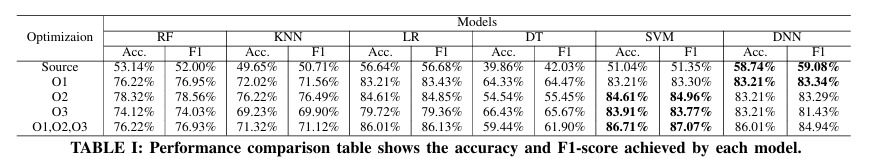 Models
Optimizaion RF KNN LR DT SVM DNN
Acc. F1 Acc. F1 Acc. F1 Acc. F1 Acc. F1 Acc. F1
Source 53.14% 52.00% 49.65% 50.71% 56.64% 56.68% 39.86% 42.03% 51.04% 51.35% 58.74% 59.08%
O1 76.22% 76.95% 72.02% 71.56% 83.21% 83.43% 64.33% 64.47% 83.21% 83.30% 83.21% 83.34%
O2 78.32% 78.56% 76.22% 76.49% 84.61% 84.85% 54.54% 55.45% 84.61% 84.96% 83.21% 83.29%
O3 74.12% 74.03% 69.23% 69.90% 79.72% 79.36% 66.43% 65.67% 83.91% 83.77% 83.21% 81.43%
O1,O2,O3 76.22% 76.93% 71.32% 71.12% 86.01% 86.13% 59.44% 61.90% 86.71% 87.07% 86.01% 84.94%
TABLE I: Performance comparison table shows the accuracy and F1-score achieved by each model.